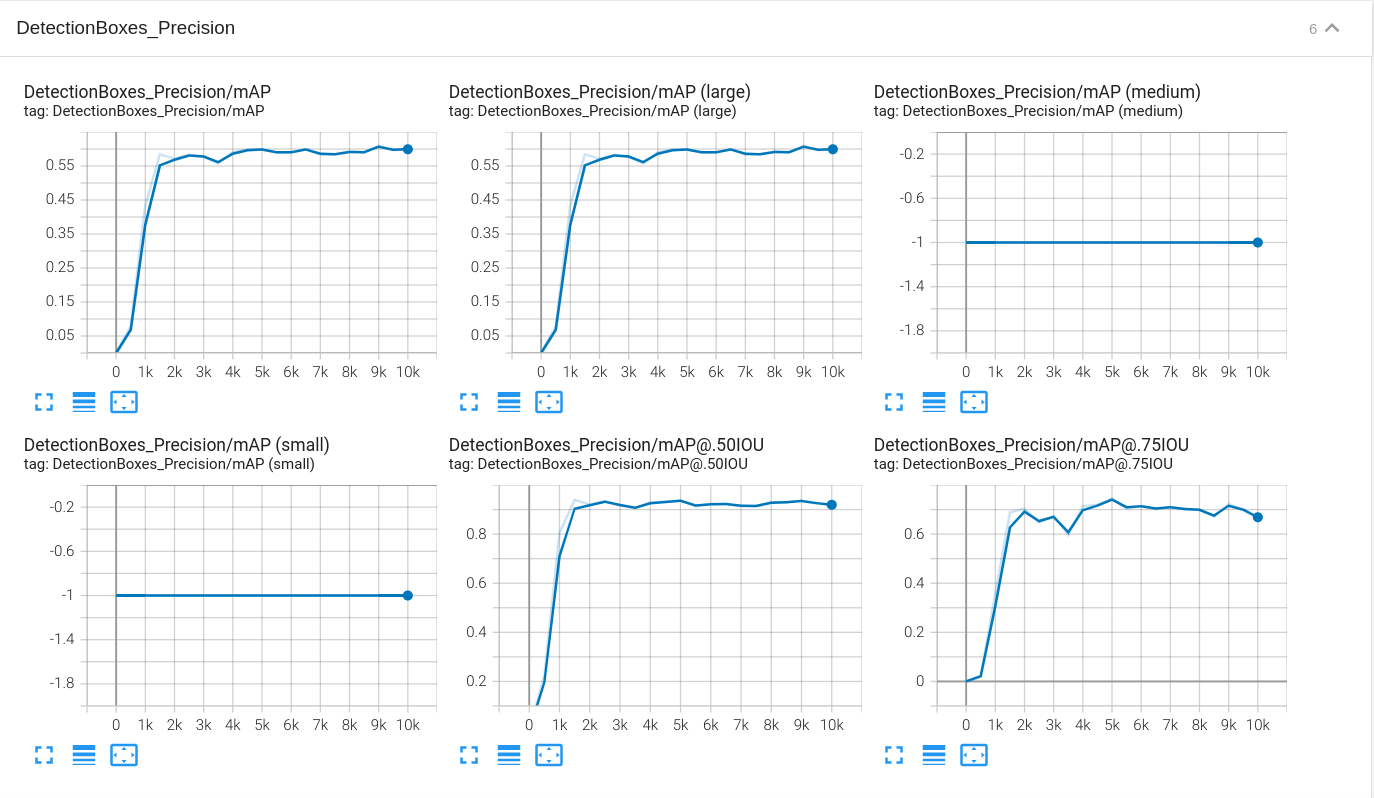 DetectionBoxes_Precision
6
DetectionBoxes_Precision/mAP
tag: DetectionBoxes_Precision/mAP
0.55
0.45
0.35
0.25
0.15
0.05
0 1k 2k 3k 4k 5k 6k 7k 8k 9k 10k
DetectionBoxes_Precision/mAP (large)
tag: DetectionBoxes_Precision/mAP (large)
0.55
0.45
0.35
0.25
0.15
0.05
0 1k 2k 3k 4k 5k 6k 7k 8k 9k 10k
DetectionBoxes_Precision/mAP (medium)
tag: DetectionBoxes_Precision/mAP (medium)
-0.2
-0.6
-1
-1.4
-1.8
0 1k 2k 3k 4k 5k 6k 7k 8k 9k 10k
DetectionBoxes_Precision/mAP (small)
tag: DetectionBoxes_Precision/mAP (small)
-0.2
-0.6
-1
-1.4
-1.8
0 1k 2k 3k 4k 5k 6k 7k 8k 9k 10k
DetectionBoxes_Precision/mAP@.50IOU
tag: DetectionBoxes_Precision/mAP@.50IOU
0.8
0.6
0.4
0.2
0 1k 2k 3k 4k 5k 6k 7k 8k 9k 10k
DetectionBoxes_Precision/mAP@.75IOU
tag: DetectionBoxes_Precision/mAP@.75IOU
0.6
0.4
0.2
0
0 1k 2k 3k 4k 5k 6k 7k 8k 9k 10k